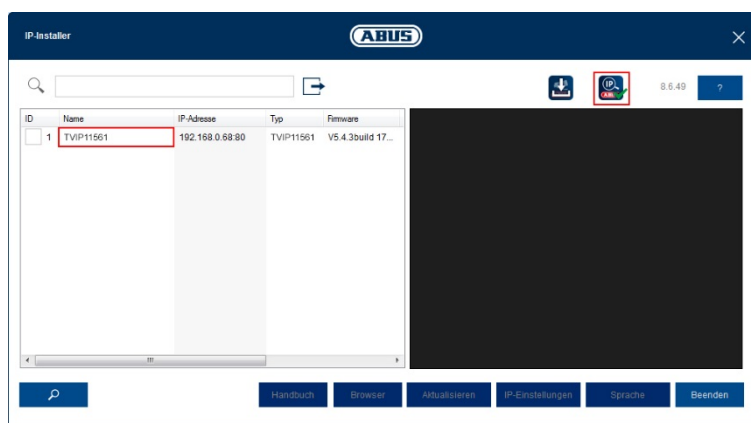 IP-Installer
ABUS
8.6.49
?
ID Name IP-Adresse Typ Firmware
1 TVIP11561 192.168.0.68:80 TVIP11561 V5.4.3build 17...
Handbuch Browser Aktualisieren IP-Einstellungen Sprache Beenden